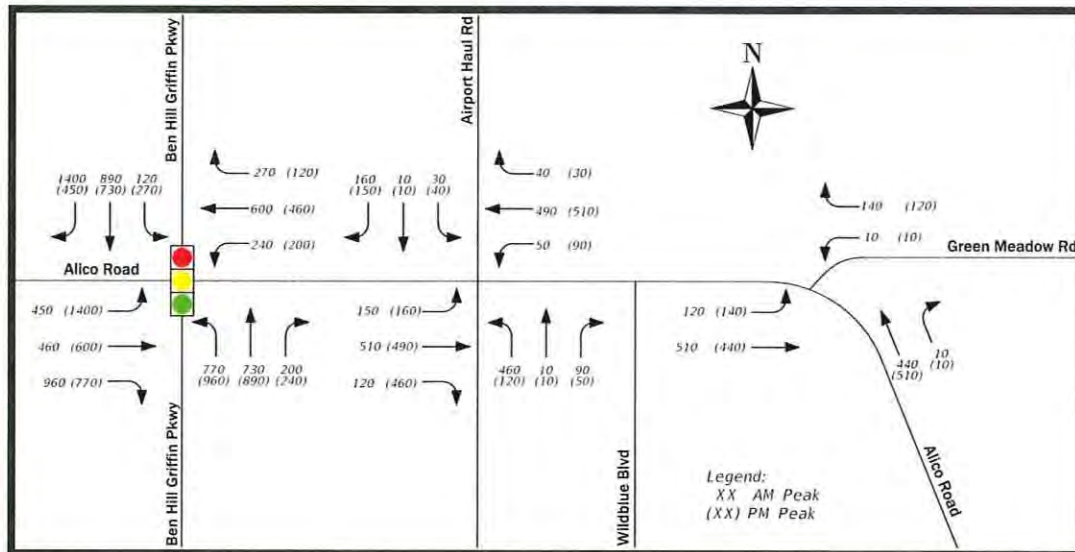 Ben Hill Griffin Pkwy
Airport Haul Rd
N
1400 890 120
(450) (730) (270)
270 (120)
600 (460)
240 (200)
160 10 30
(150) (10) (40)
40 (30)
490 (510)
50 (90)
140 (120)
10 (10)
Green Meadow Rd
Alico Road
450 (1400)
460 (600)
960 (770)
770 730 200
(960) (890) (240)
150 (160)
510 (490)
120 (460)
460 10 90
(120) (10) (50)
120 (140)
510 (440)
440 10
(510) (10)
Ben Hill Griffin Pkwy
Wildblue Blvd
Alico Road
Legend:
XX AM Peak
(XX) PM Peak